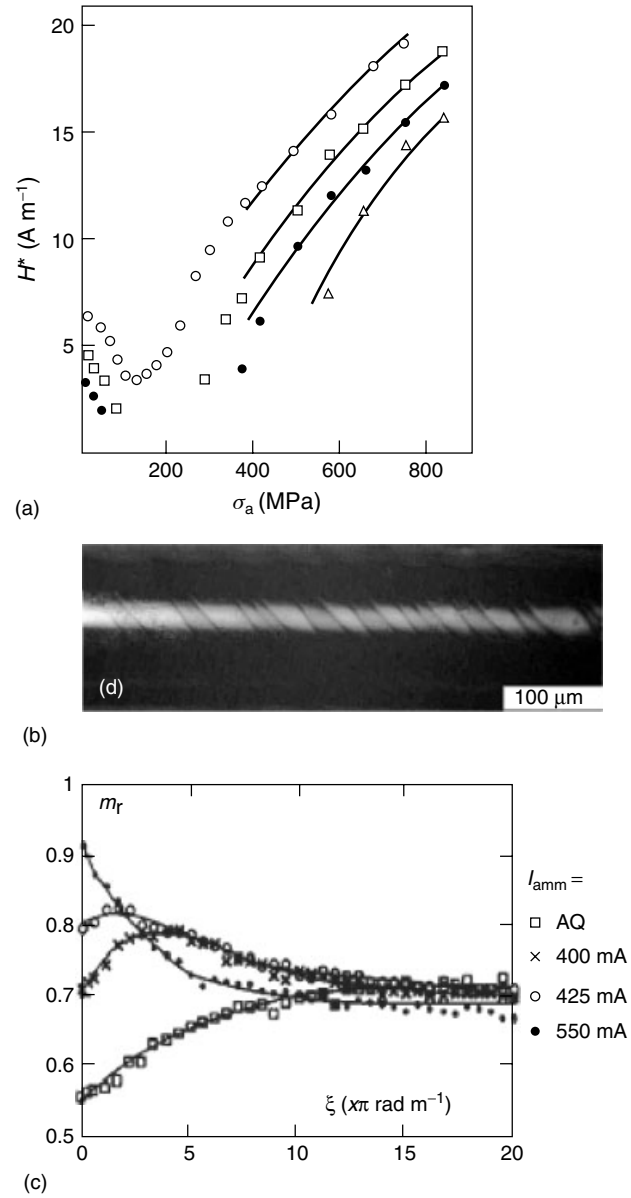 20
15
10
5
H* (A m⁻¹)
200 400 600 800
σa (MPa)
(a)
(d)
100 μm
(b)
1
0.9
0.8
0.7
0.6
0.5
mr
ξ (xπ rad m⁻¹)
0 5 10 15 20
Iamm =
AQ
400 mA
425 mA
550 mA
(c)